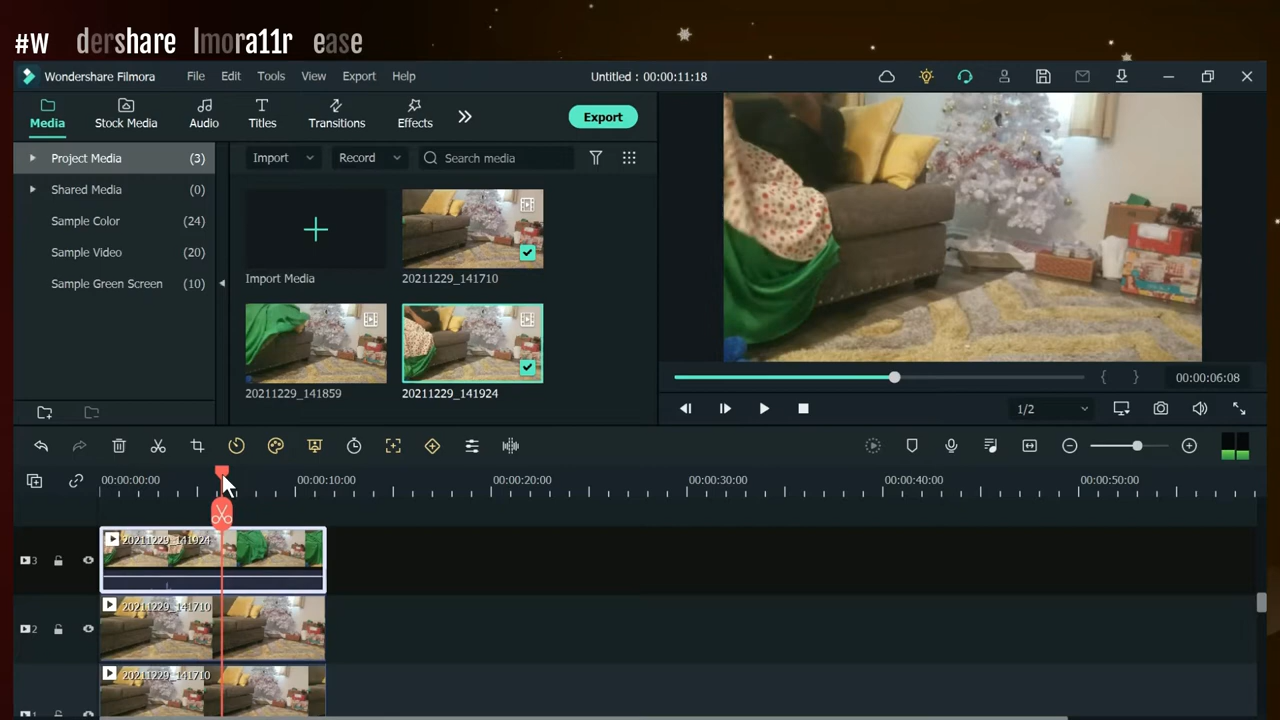 #w dershare lmora11r ease
Wondershare Filmora File Edit Tools View Export Help Untitled : 00:00:11:18
Media Stock Media Audio Titles Transitions Effects Export
Project Media (3) Import Record Search media
Shared Media (0)
Sample Color (24)
Sample Video (20)
Sample Green Screen (10)
Import Media 20211229_141710
20211229_141859 20211229_141924
00:00:06:08
1/2
00:00:00:00 00:00:10:00 00:00:20:00 00:00:30:00 00:00:40:00 00:00:50:00
3 20211229_141924
2 20211229_141710
1 20211229_141710